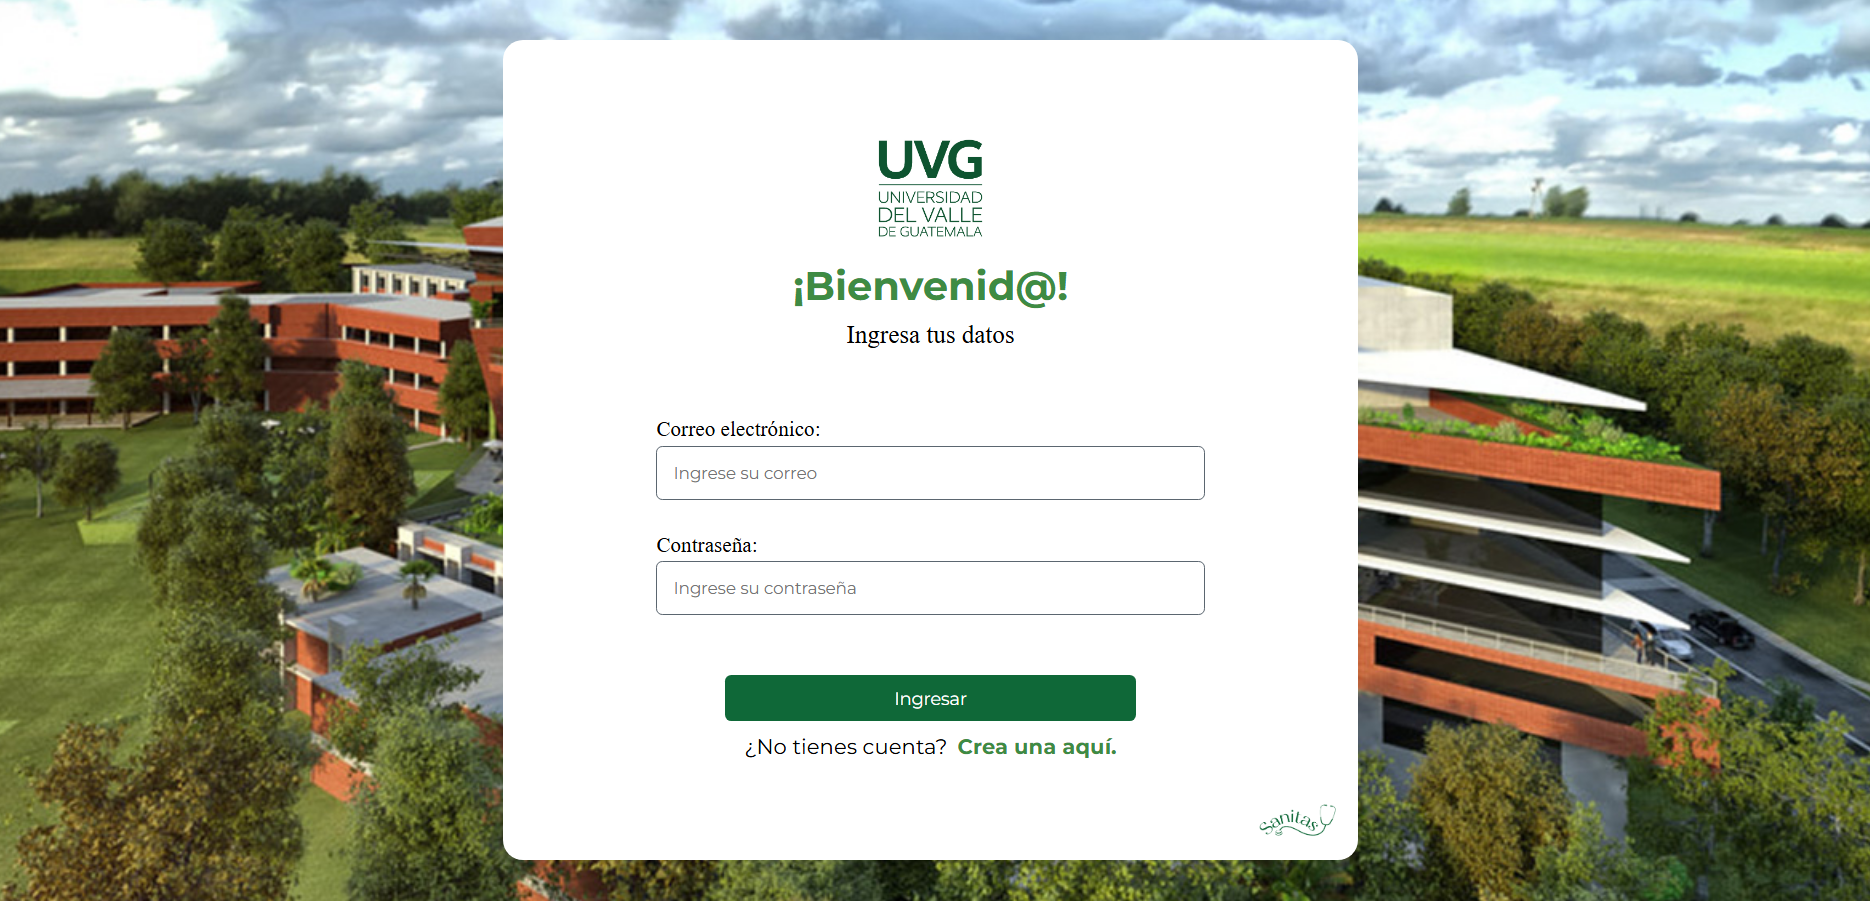 UVG
UNIVERSIDAD
DEL VALLE
DE GUATEMALA
¡Bienvenid@!
Ingresa tus datos
Correo electrónico:
Ingrese su correo
Contraseña:
Ingrese su contraseña
Ingresar
¿No tienes cuenta? Crea una aquí.
Sanitas